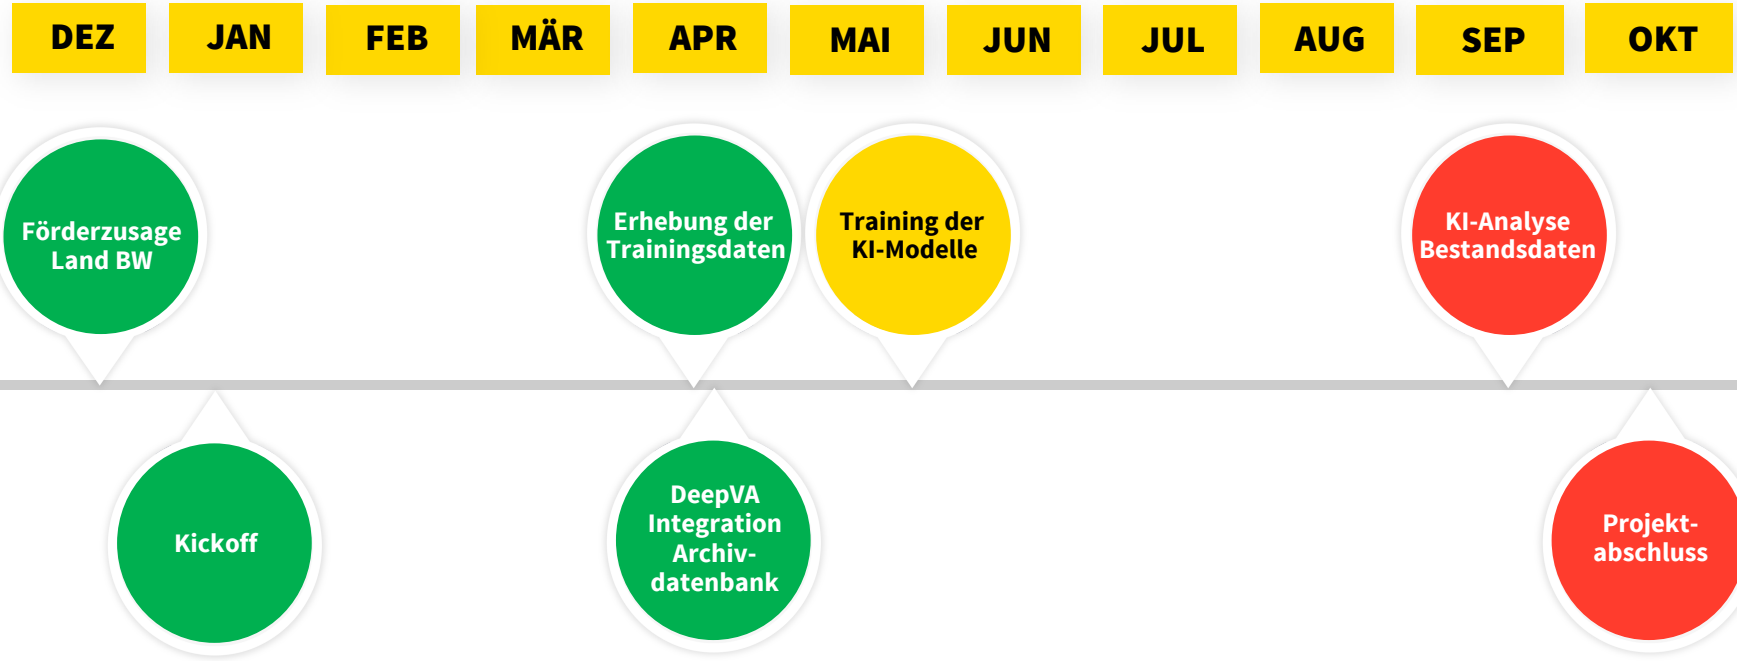 DEZ
JAN
FEB
MÄR
APR
MAI
JUN
JUL
AUG
SEP
OKT
Förderzusage
Land BW
Erhebung der
Trainingsdaten
Training der
KI-Modelle
KI-Analyse
Bestandsdaten
Kickoff
DeepVA
Integration
Archiv-
datenbank
Projekt-
abschluss